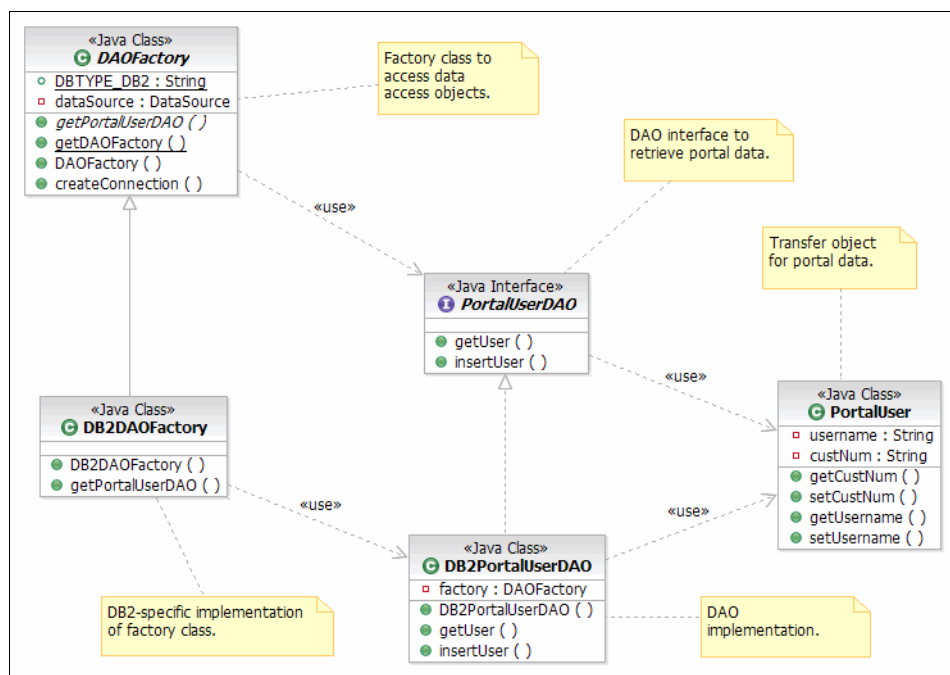 «Java Class»
DAOFactory
DBTYPE_DB2 : String
dataSource : DataSource
getPortalUserDAO ( )
getDAOFactory ( )
DAOFactory ( )
createConnection ( )
Factory class to
access data
access objects.
DAO interface to
retrieve portal data.
«use»
Transfer object
for portal data.
«Java Interface»
I PortalUserDAO
getUser ( )
insertUser ( )
«use»
«Java Class»
C PortalUser
username : String
custNum : String
getCustNum ( )
setCustNum ( )
getUsername ( )
setUsername ( )
«Java Class»
C DB2DAOFactory
DB2DAOFactory ( )
getPortalUserDAO ( )
«use»
«use»
«Java Class»
C DB2PortalUserDAO
factory : DAOFactory
DB2PortalUserDAO ( )
getUser ( )
insertUser ( )
DB2-specific implementation
of factory class.
DAO
implementation.